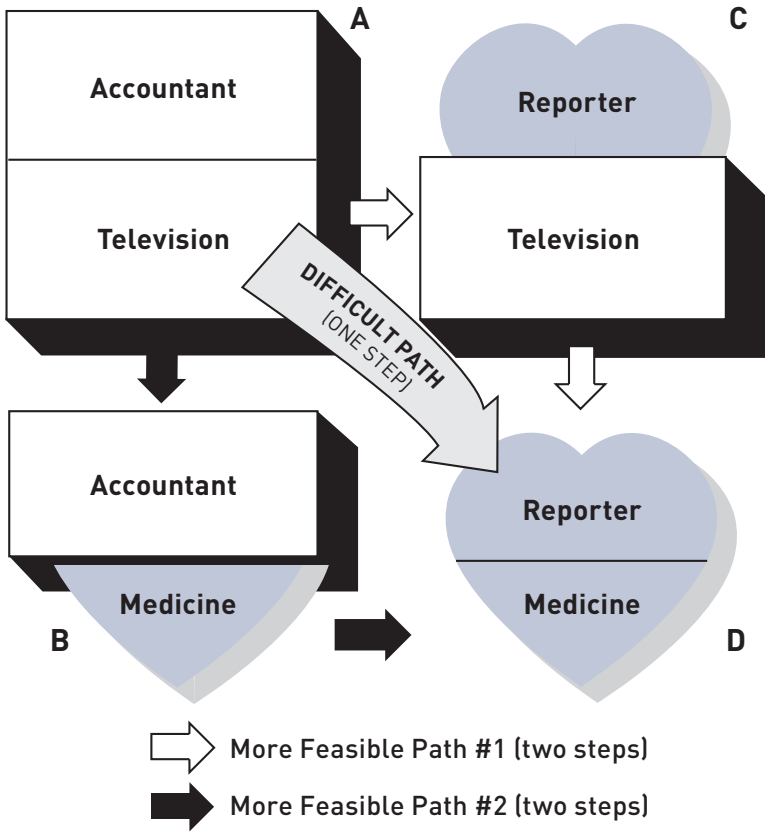 A
Accountant
Television
C
Reporter
Television
DIFFICULT PATH
(ONE STEP)
Accountant
Medicine
B
Reporter
Medicine
D
More Feasible Path #1 (two steps)
More Feasible Path #2 (two steps)